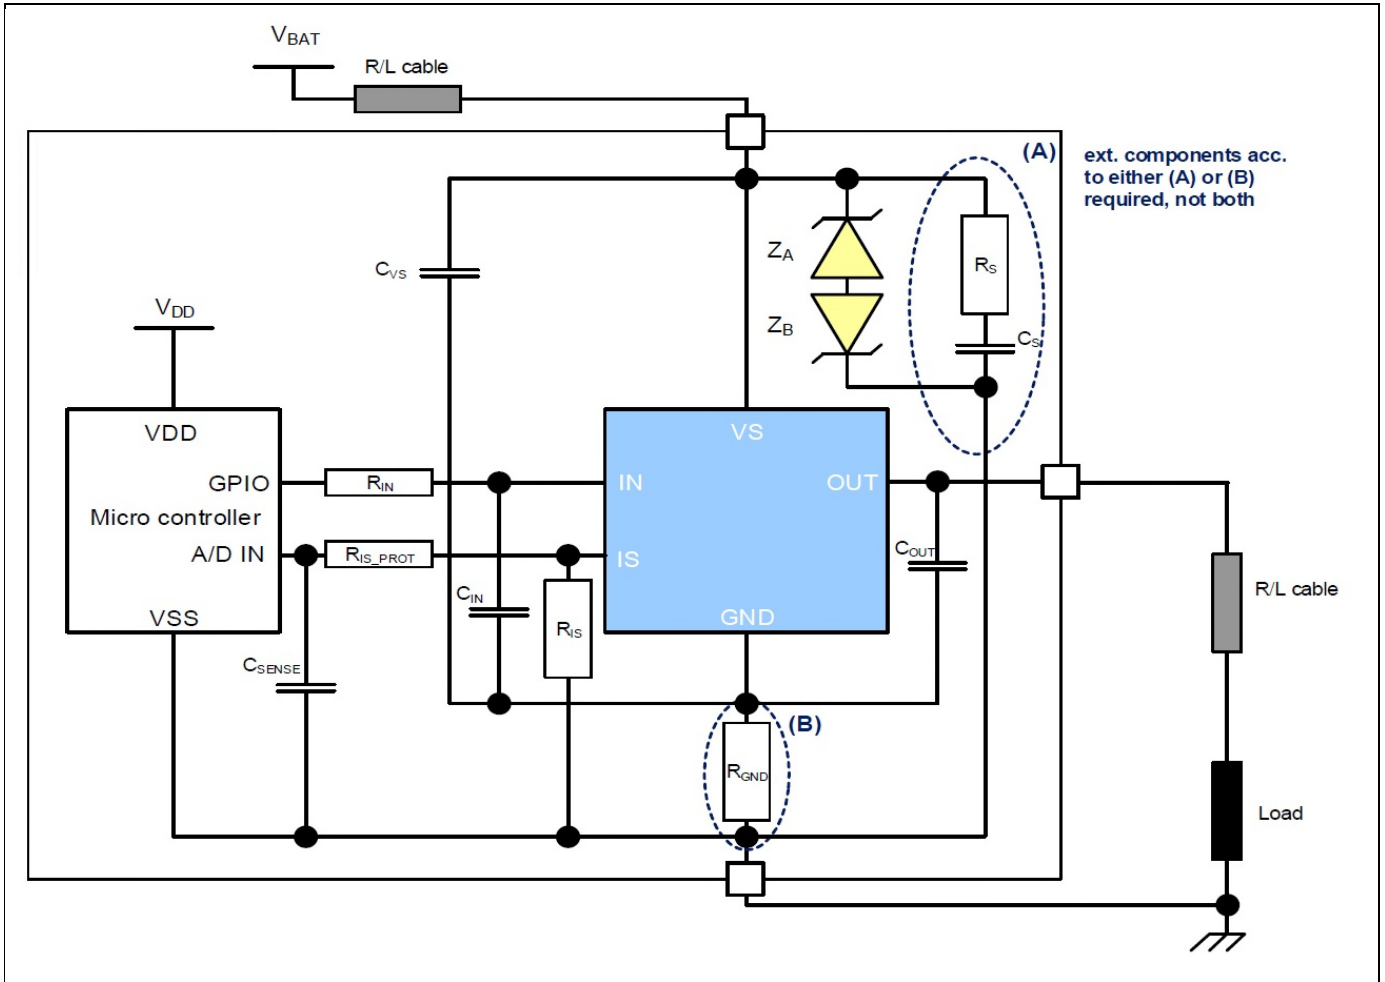 VBAT
R/L cable
(A)
ext. components acc.
to either (A) or (B)
required, not both
ZA
RS
CVS
VDD
ZB
CS
VDD
VS
GPIO
RIN
IN
OUT
Micro controller
A/D IN
RIS_PROT
IS
COUT
CIN
R/L cable
VSS
GND
RIS
CSENSE
(B)
RGND
Load